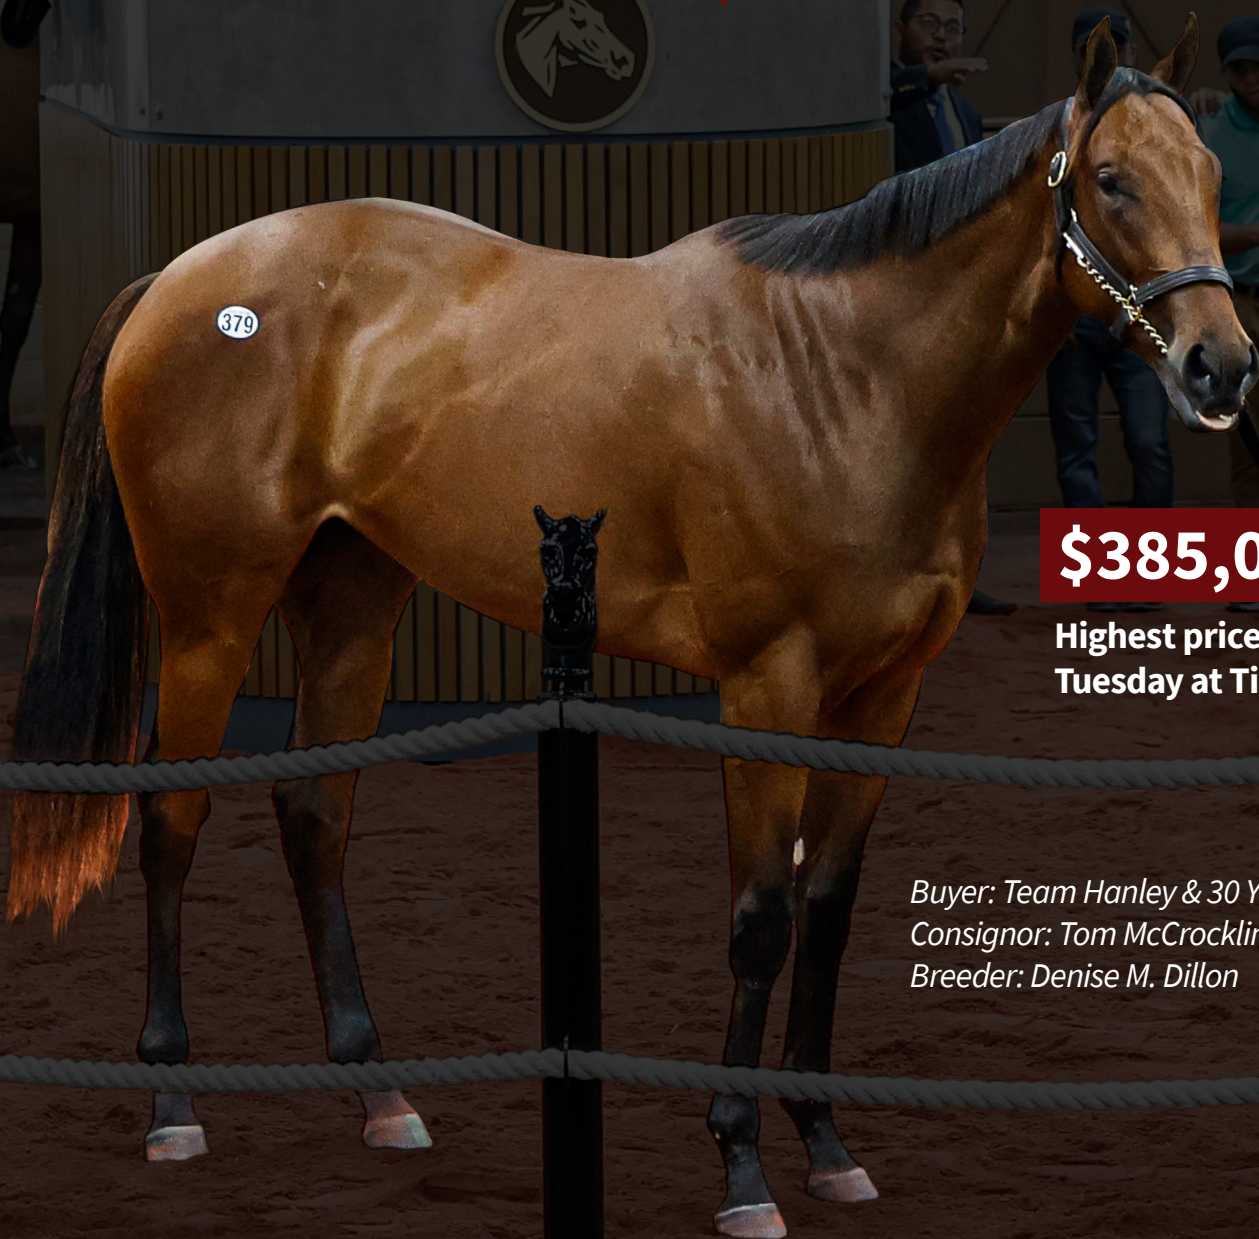 379
$385,0
Highest price
Tuesday at Ti
Buyer: Team Hanley & 30 Y
Consignor: Tom McCrocklin
Breeder: Denise M. Dillon